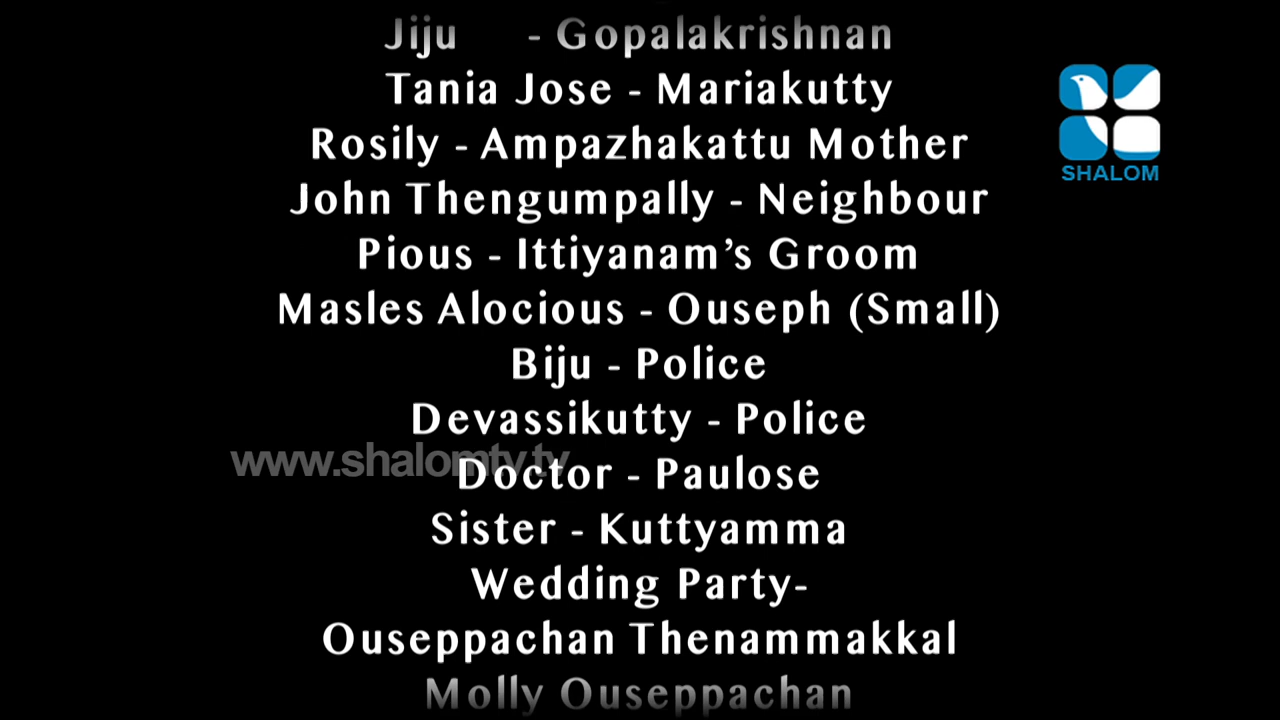 Jiju - Gopalakrishnan
Tania Jose - Mariakutty
SHALOM
Rosily - Ampazhakattu Mother
John Thengumpally - Neighbour
Pious - Ittiyanam’s Groom
Masles Alocious - Ouseph (Small)
Biju - Police
Devassikutty - Police
www.shalomtv.tv
Doctor - Paulose
Sister - Kuttyamma
Wedding Party-
Ouseppachan Thenammakkal
Molly Ouseppachan